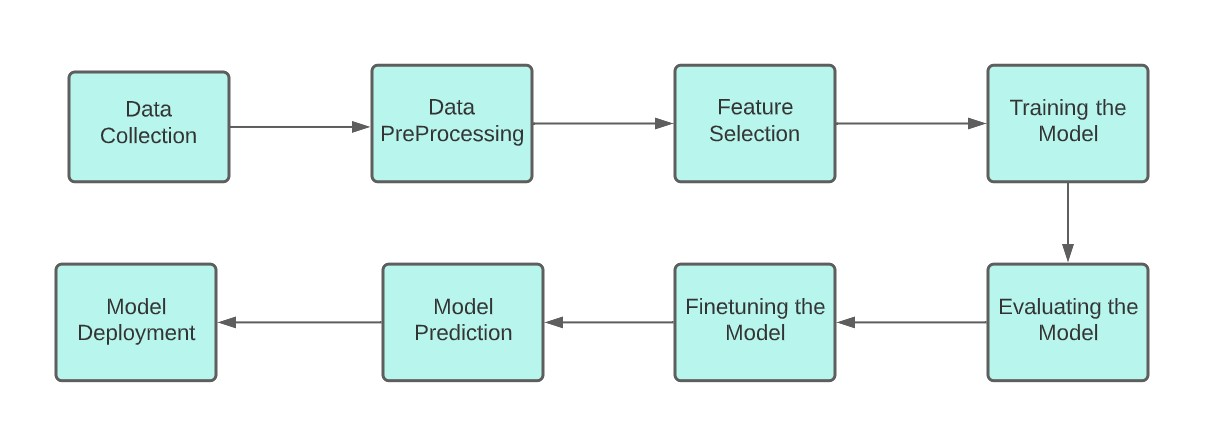 Data
Collection
Data
PreProcessing
Feature
Selection
Training the
Model
Model
Deployment
Model
Prediction
Finetuning the
Model
Evaluating the
Model